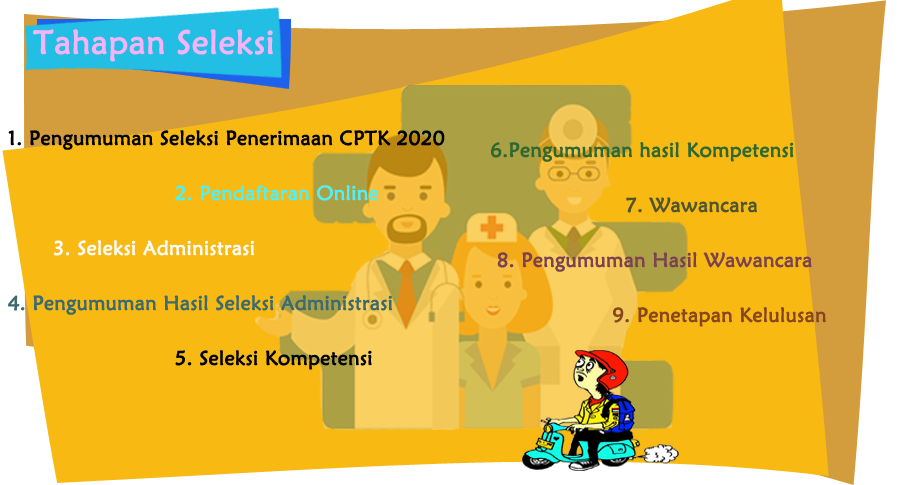 Tahapan Seleksi
1. Pengumuman Seleksi Penerimaan CPTK 2020
2. Pendaftaran Online
3. Seleksi Administrasi
4. Pengumuman Hasil Seleksi Administrasi
5. Seleksi Kompetensi
6.Pengumuman hasil Kompetensi
7. Wawancara
8. Pengumuman Hasil Wawancara
9. Penetapan Kelulusan